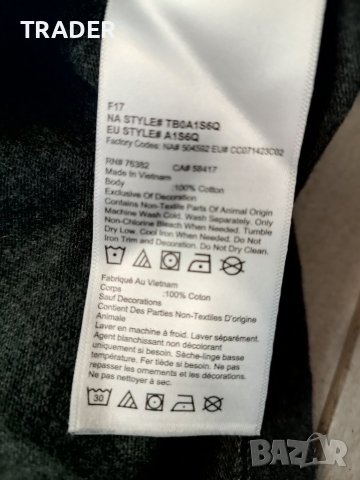 TRADER
F17
NA STYLE# TB0A1S6Q
EU STYLE# A1S6Q
Factory Codes: NA# 504592 EU# CC071423C02
RN# 76382 CA# 58417
Made In Vietnam
Body :100% Cotton
Exclusive Of Decoration
Contains Non-Textile Parts Of Animal Origin
Machine Wash Cold. Wash Separately. Only
Non-Chlorine Bleach When Needed. Tumble
Dry Low. Cool Iron When Needed. Do Not
Iron Trim and Decoration. Do Not Dry Clean.
Fabriqué Au Vietnam
Corps :100% Coton
Sauf Decorations
Contient Des Parties Non-Textiles D'origine
Animale
Laver en machine à froid. Laver séparément.
Agent blanchissant non décolorant
uniquement si besoin. Sèche-linge basse
température. Fer tiède si besoin. Ne pas
repasser les ornements et les décorations.
Ne pas nettoyer à sec.
30
BAZAR
bg